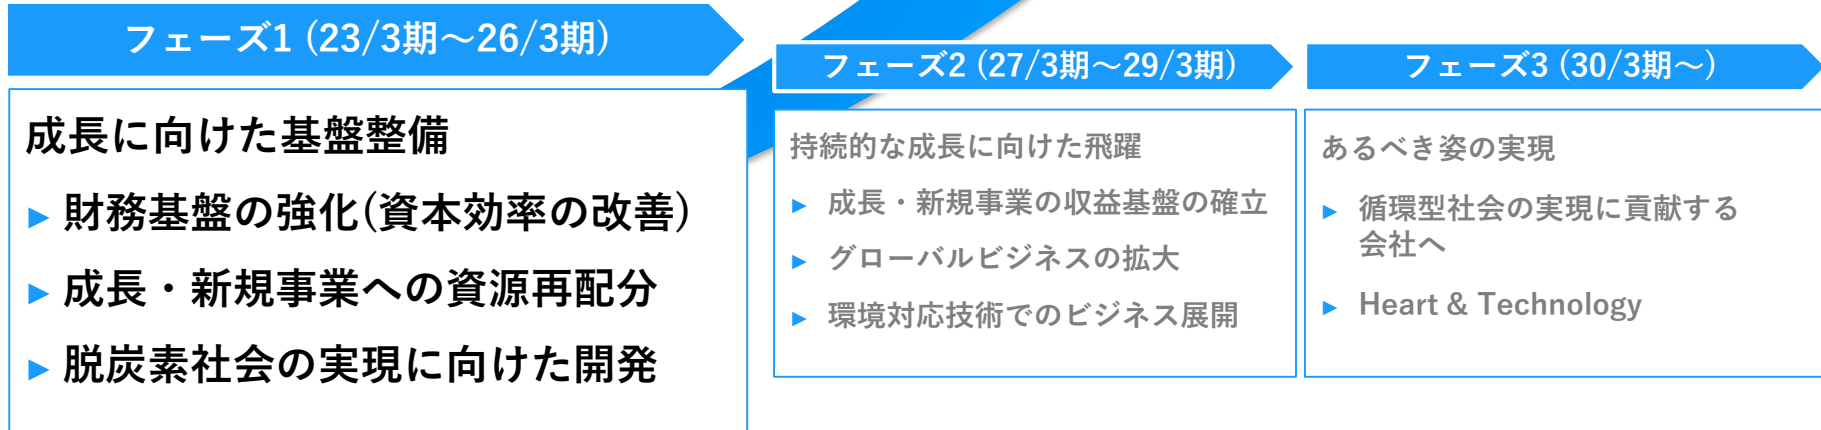 フェーズ1 (23/3期～26/3期)
成長に向けた基盤整備
▶ 財務基盤の強化(資本効率の改善)
▶ 成長・新規事業への資源再配分
▶ 脱炭素社会の実現に向けた開発
フェーズ2 (27/3期～29/3期)
持続的な成長に向けた飛躍
▶ 成長・新規事業の収益基盤の確立
▶ グローバルビジネスの拡大
▶ 環境対応技術でのビジネス展開
フェーズ3 (30/3期～)
あるべき姿の実現
▶ 循環型社会の実現に貢献する
会社へ
▶ Heart & Technology